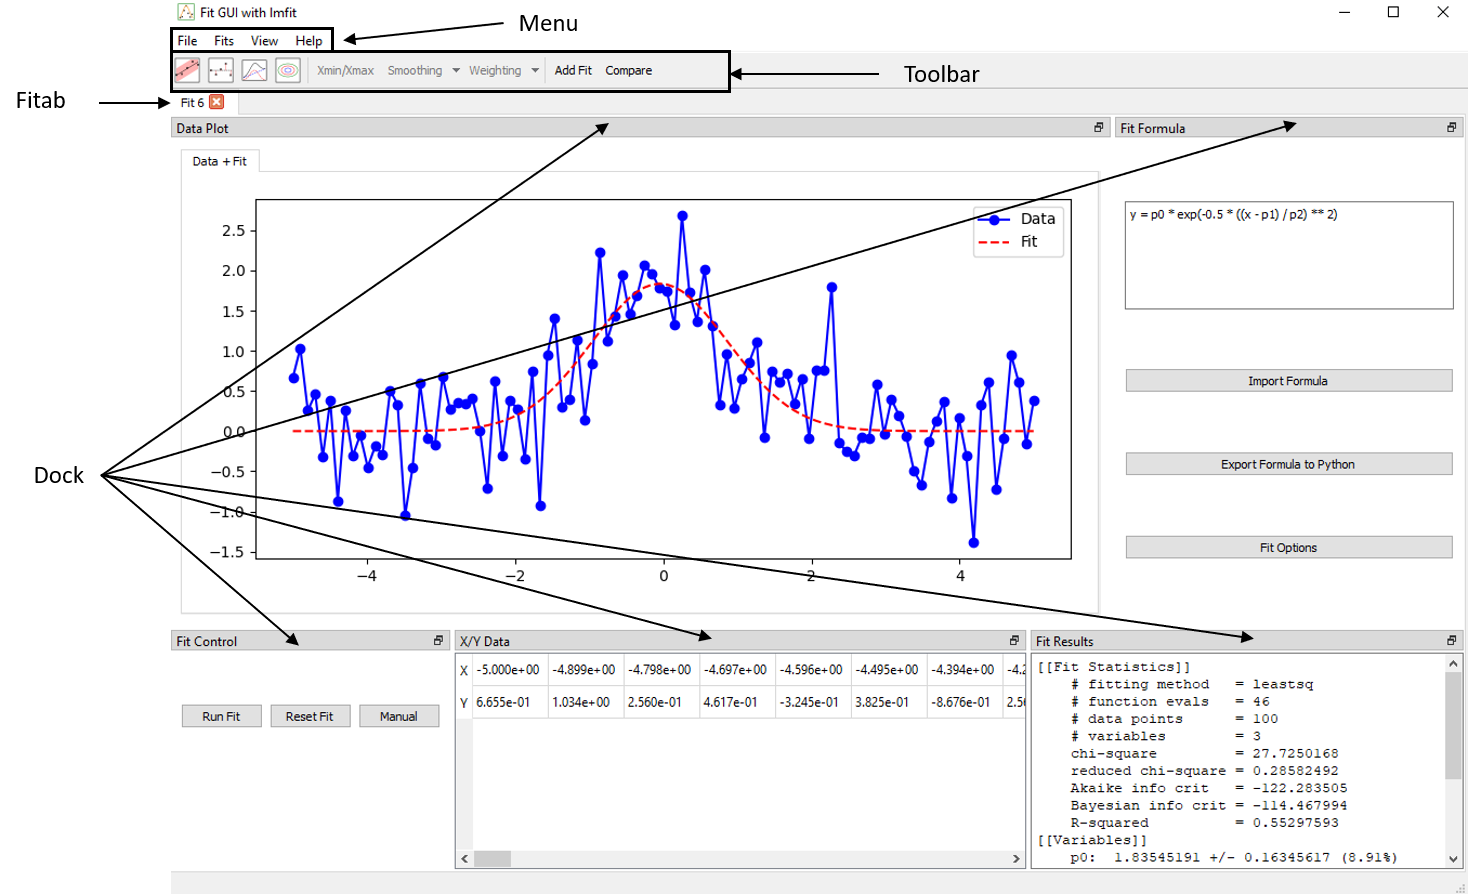 Fit GUI with lmfit
Menu
File Fits View Help
Xmin/Xmax Smoothing Weighting Add Fit Compare
Toolbar
Fitab
Fit 6
Data Plot
Fit Formula
Data + Fit
y = p0 * exp(-0.5 * ((x - p1) / p2) ** 2)
Data
Fit
2.5
2.0
1.5
1.0
0.5
0.0
−0.5
−1.0
−1.5
−4 −2 0 2 4
Import Formula
Export Formula to Python
Fit Options
Dock
Fit Control
Run Fit Reset Fit Manual
X/Y Data
X -5.000e+00 -4.899e+00 -4.798e+00 -4.697e+00 -4.596e+00 -4.495e+00 -4.394e+00 -4.2
Y 6.655e-01 1.034e+00 2.560e-01 4.617e-01 -3.245e-01 3.825e-01 -8.676e-01 2.5
Fit Results
[[Fit Statistics]]
# fitting method = leastsq
# function evals = 46
# data points = 100
# variables = 3
chi-square = 27.7250168
reduced chi-square = 0.28582492
Akaike info crit = -122.283505
Bayesian info crit = -114.467994
R-squared = 0.55297593
[[Variables]]
p0: 1.83545191 +/- 0.16345617 (8.91%)